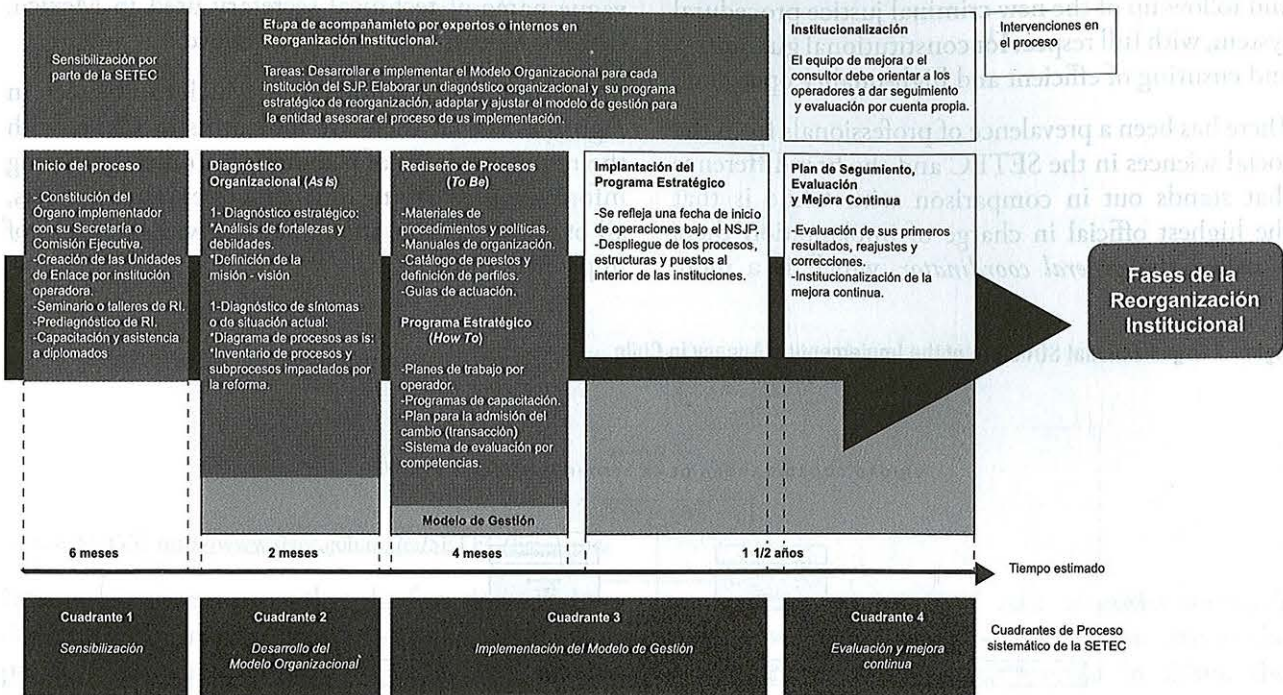 Sensibilización por
parte de la SETEC
Etapa de acompañamieto por expertos o internos en
Reorganización Institucional.
Tareas: Desarrollar e implementar el Modelo Organizacional para cada
institución del SJP. Elaborar un diagnóstico organizacional y su programa
estratégico de reorganización, adaptar y ajustar el modelo de gestión para
la entidad asesorar el proceso de us implementación.
Institucionalización
El equipo de mejora o el
consultor debe orientar a los
operadores a dar seguimiento
y evaluación por cuenta propia.
Intervenciones en
el proceso
Inicio del proceso
- Constitución del
Órgano implementador
con su Secretaría o
Comisión Ejecutiva.
-Creación de las Unidades
de Enlace por institución
operadora.
-Seminario o talleres de RI.
-Prediagnóstico de RI.
-Capacitación y asistencia
a diplomados
Diagnóstico
Organizacional (As Is)
1- Diagnóstico estratégico:
*Análisis de fortalezas y
debildades.
*Definición de la
misión - visión
1-Diagnóstico de síntomas
o de situación actual:
*Diagrama de procesos as is:
*Inventario de procesos y
subprocesos impactados por
la reforma.
Rediseño de Procesos
(To Be)
-Materiales de
procedimientos y políticas.
-Manuales de organización.
-Catálogo de puestos y
definición de perfilos.
-Guías de actuación.
Programa Estratégico
(How To)
-Planes de trabajo por
operador.
-Programas de capacitación.
-Plan para la admisión del
cambio (transacción)
-Sistema de evaluación por
competencias.
Modelo de Gestión
Implantación del
Programa Estratégico
-Se refleja una fecha de inicio
de operaciones bajo el NSJP.
-Despliegue de los procesos,
estructuras y puestos al
interior de las instituciones.
Plan de Segumiento,
Evaluación
y Mejora Continua
-Evaluación de sus primeros
resultados, reajustes y
correcciones.
-Institucionalización de la
mejora continua.
Fases de la
Reorganización
Institucional
6 meses
2 meses
4 meses
1 1/2 años
Tiempo estimado
Cuadrante 1
Sensibilización
Cuadrante 2
Desarrollo del
Modelo Organizacional
Cuadrante 3
Implementación del Modelo de Gestión
Cuadrante 4
Evaluación y mejora
continua
Cuadrantes de Proceso
sistemático de la SETEC